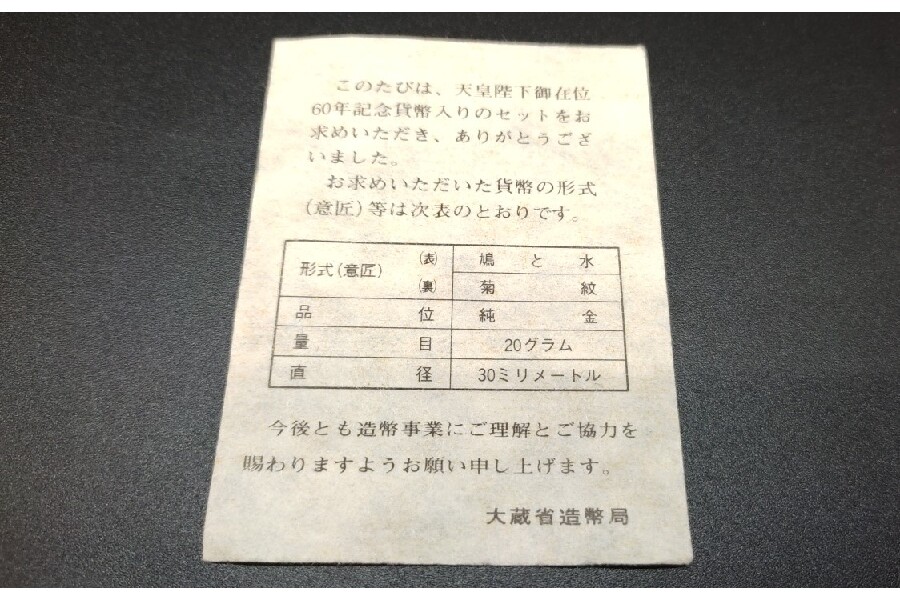 このたびは、天皇陛下御在位
60年記念貨幣入りのセットをお
求めいただき、ありがとうござ
いました。
お求めいただいた貨幣の形式
(意匠)等は次表のとおりです。
形式(意匠) (表) 鳩と水
(裏) 菊紋
品位 純金
量目 20グラム
直径 30ミリメートル
今後とも造幣事業にご理解とご協力を
賜わりますようお願い申し上げます。
大蔵省造幣局